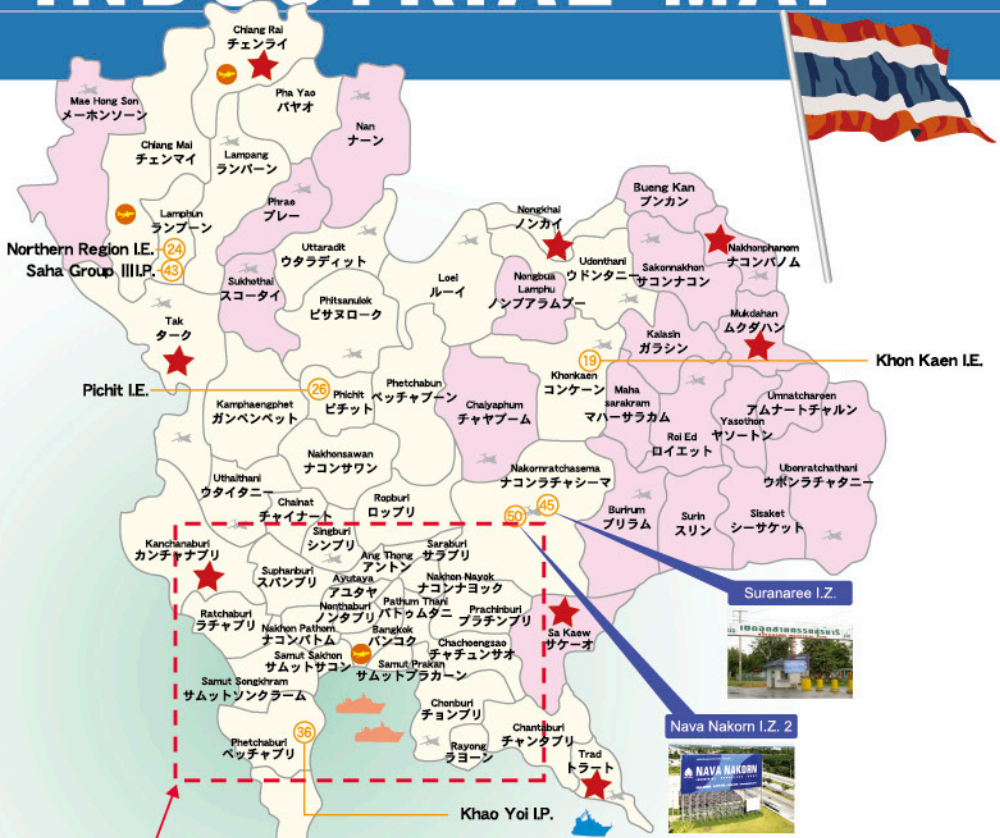 INDUSTRIAL MAP
Chiang Rai
チェンライ
Mae Hong Son
メーホンソーン
Pha Yao
パヤオ
Nan
ナーン
Chiang Mai
チェンマイ
Lampang
ランパーン
Phrae
プレー
Lamphun
ランプーン
Northern Region I.E.
24
Saha Group III I.P.
43
Uttaradit
ウタラディット
Sukhothai
スコータイ
Tak
ターク
Phitsanulok
ピサヌローク
Loei
ルーイ
Nongkhai
ノンカイ
Bueng Kan
ブンカン
Udonthani
ウドンタニー
Nongbua
Lamphu
ノンブアラムプー
Sakonnakhon
サコンナコン
Nakhonphanom
ナコンパノム
Mukdahan
ムクダハン
Kalasin
ガラシン
19
Khon Kaen I.E.
Khonkaen
コンケーン
Pichit I.E.
26
Phichit
ピチット
Phetchabun
ペッチャブーン
Kamphaengphet
ガンペンペット
Chaiyaphum
チャヤプーム
Maha
sarakram
マハーサラカム
Roi Ed
ロイエット
Yasothon
ヤソートン
Umnatcharoen
アムナートチャルン
Ubonratchathani
ウボンラチャタニー
Nakhonsawan
ナコンサワン
Uthaithani
ウタイタニー
Chainat
チャイナート
Ropburi
ロッブリ
Nakornratchasema
ナコンラチャシーマ
45
50
Burirum
ブリラム
Surin
スリン
Sisaket
シーサケット
Kanchanaburi
カンチャナブリ
Singburi
シンブリ
Ang Thong
アントン
Saraburi
サラブリ
Suphanburi
スパンブリ
Ayutaya
アユタヤ
Nakhon Nayok
ナコンナヨック
Ratchaburi
ラチャブリ
Nonthaburi
ノンタブリ
Pathum Thani
パトゥムタニ
Prachinburi
プラチンブリ
Nakhon Pathom
ナコンパトム
Bangkok
バンコク
Chachoengsao
チャチュンサオ
Sa Kaew
サケーオ
Samut Sakhon
サムットサコン
Samut Prakan
サムットプラカーン
Samut Songkhram
サムットソンクラーム
Chonburi
チョンブリ
Rayong
ラヨーン
Chantaburi
チャンタブリ
Trad
トラート
Phetchaburi
ペッチャブリ
36
Khao Yoi I.P.
Suranaree I.Z.
Nava Nakorn I.Z. 2
NAVA NAKORN